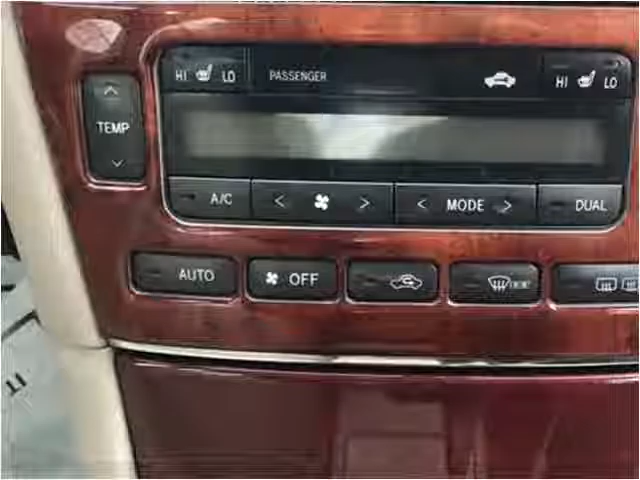 HI LO PASSENGER HI LO
TEMP
A/C < > < MODE > DUAL
AUTO OFF